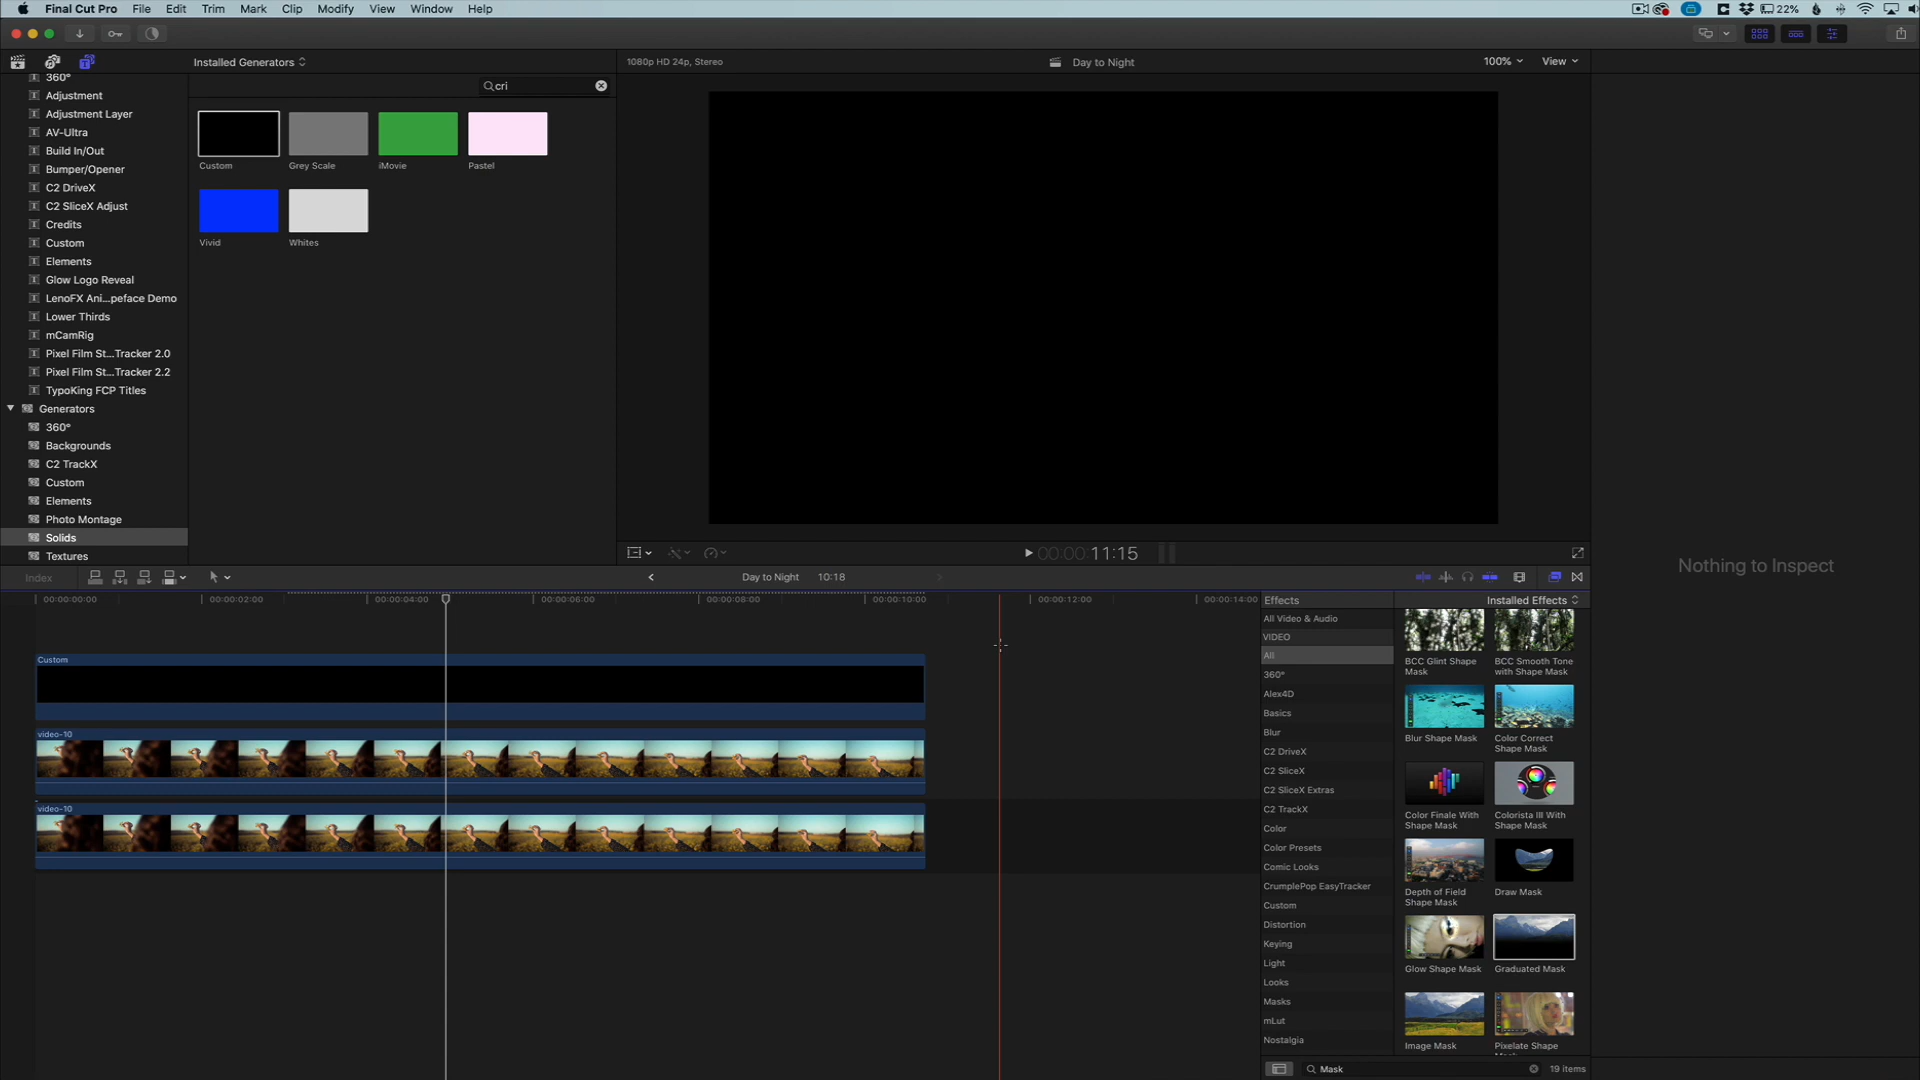 Final Cut Pro File Edit Trim Mark Clip Modify View Window Help
22%
Installed Generators
1080p HD 24p, Stereo
Day to Night
100%
View
cri
360°
Adjustment
Adjustment Layer
AV-Ultra
Build In/Out
Bumper/Opener
C2 DriveX
C2 SliceX Adjust
Credits
Custom
Elements
Glow Logo Reveal
LenoFX Ani...peface Demo
Lower Thirds
mCamRig
Pixel Film St...Tracker 2.0
Pixel Film St...Tracker 2.2
TypoKing FCP Titles
Generators
360°
Backgrounds
C2 TrackX
Custom
Elements
Photo Montage
Solids
Textures
Custom
Grey Scale
iMovie
Pastel
Vivid
Whites
00:00:11:15
Nothing to Inspect
Index
Day to Night
10:18
00:00:00:00
00:00:02:00
00:00:04:00
00:00:06:00
00:00:08:00
00:00:10:00
00:00:12:00
00:00:14:00
Custom
video-10
video-10
Effects
Installed Effects
All Video & Audio
VIDEO
All
360°
Alex4D
Basics
Blur
C2 DriveX
C2 SliceX
C2 SliceX Extras
C2 TrackX
Color
Color Presets
Comic Looks
CrumplePop EasyTracker
Custom
Distortion
Keying
Light
Looks
Masks
mLut
Nostalgia
BCC Glint Shape
Mask
BCC Smooth Tone
with Shape Mask
Blur Shape Mask
Color Correct
Shape Mask
Color Finale With
Shape Mask
Colorista III With
Shape Mask
Depth of Field
Shape Mask
Draw Mask
Glow Shape Mask
Graduated Mask
Image Mask
Pixelate Shape
Mask
19 items